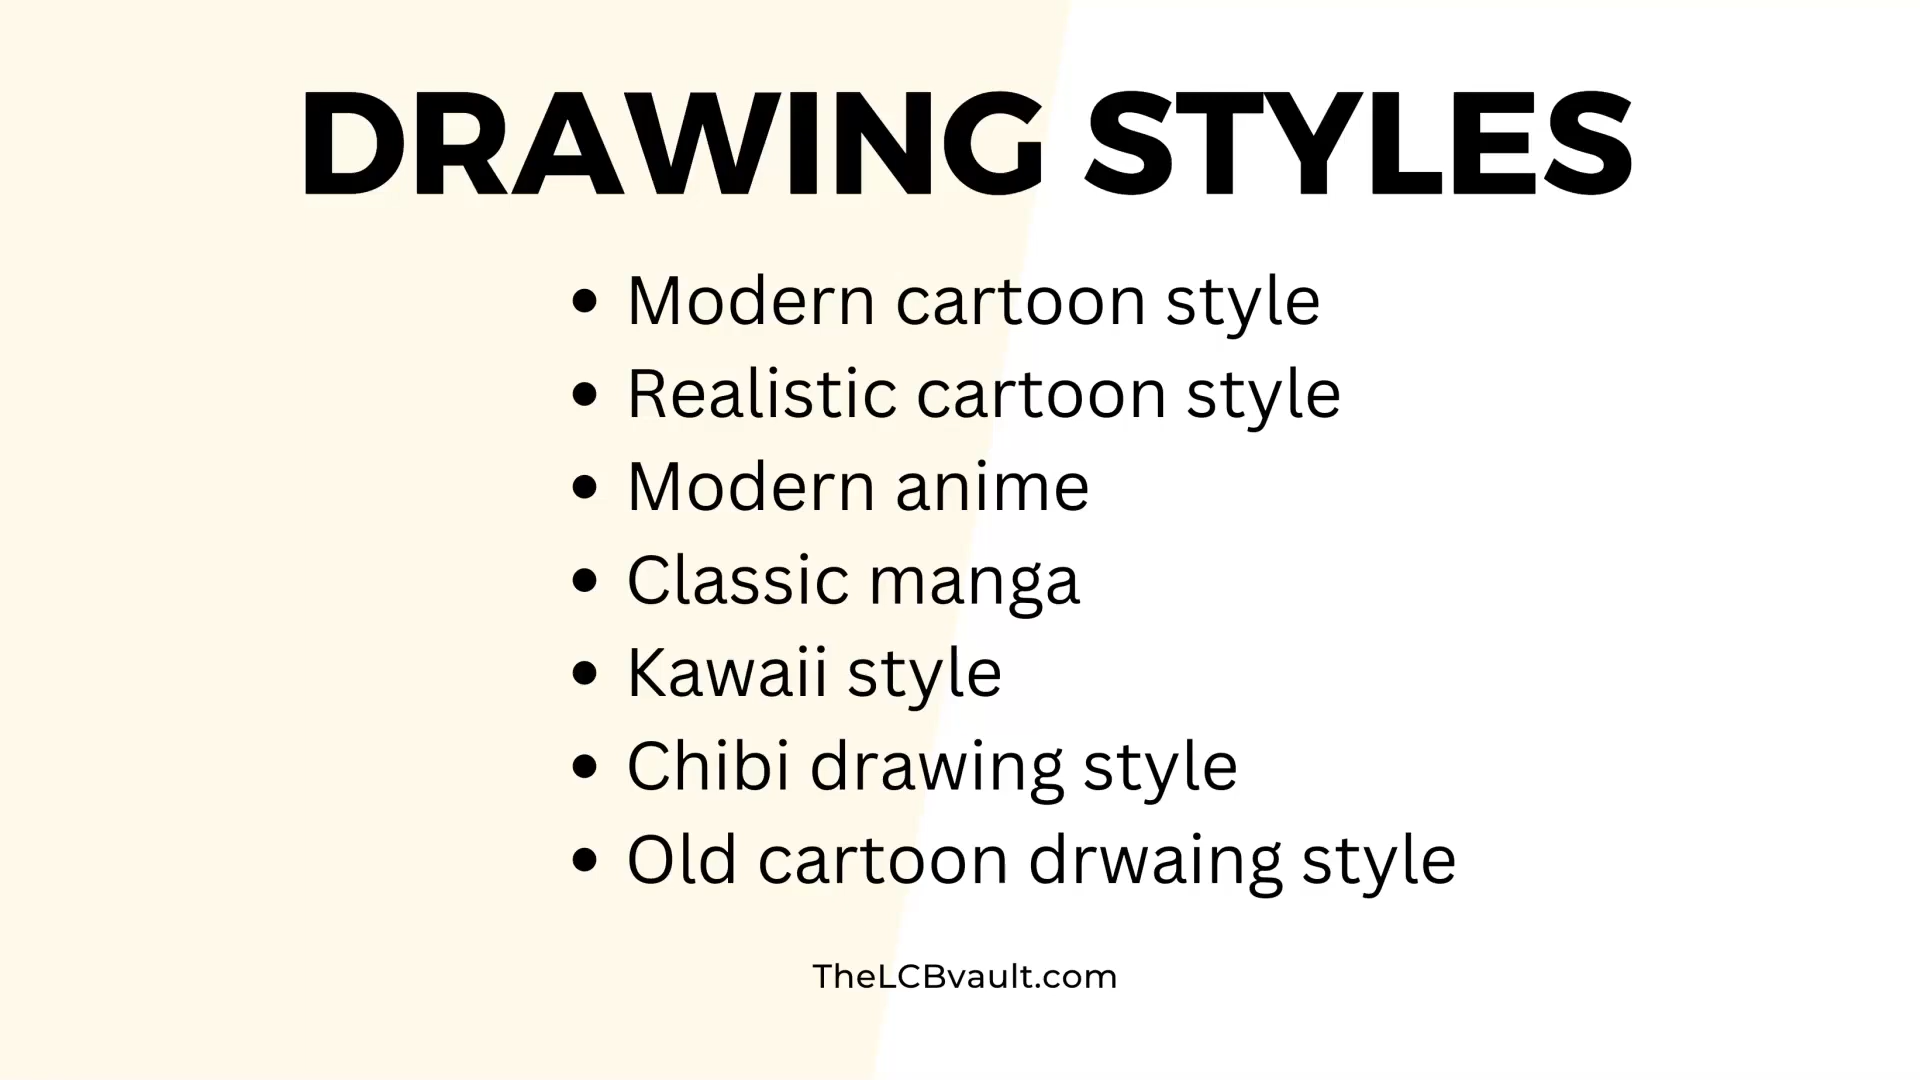 DRAWING STYLES
• Modern cartoon style
• Realistic cartoon style
• Modern anime
• Classic manga
• Kawaii style
• Chibi drawing style
• Old cartoon drwaing style
TheLCBvault.com